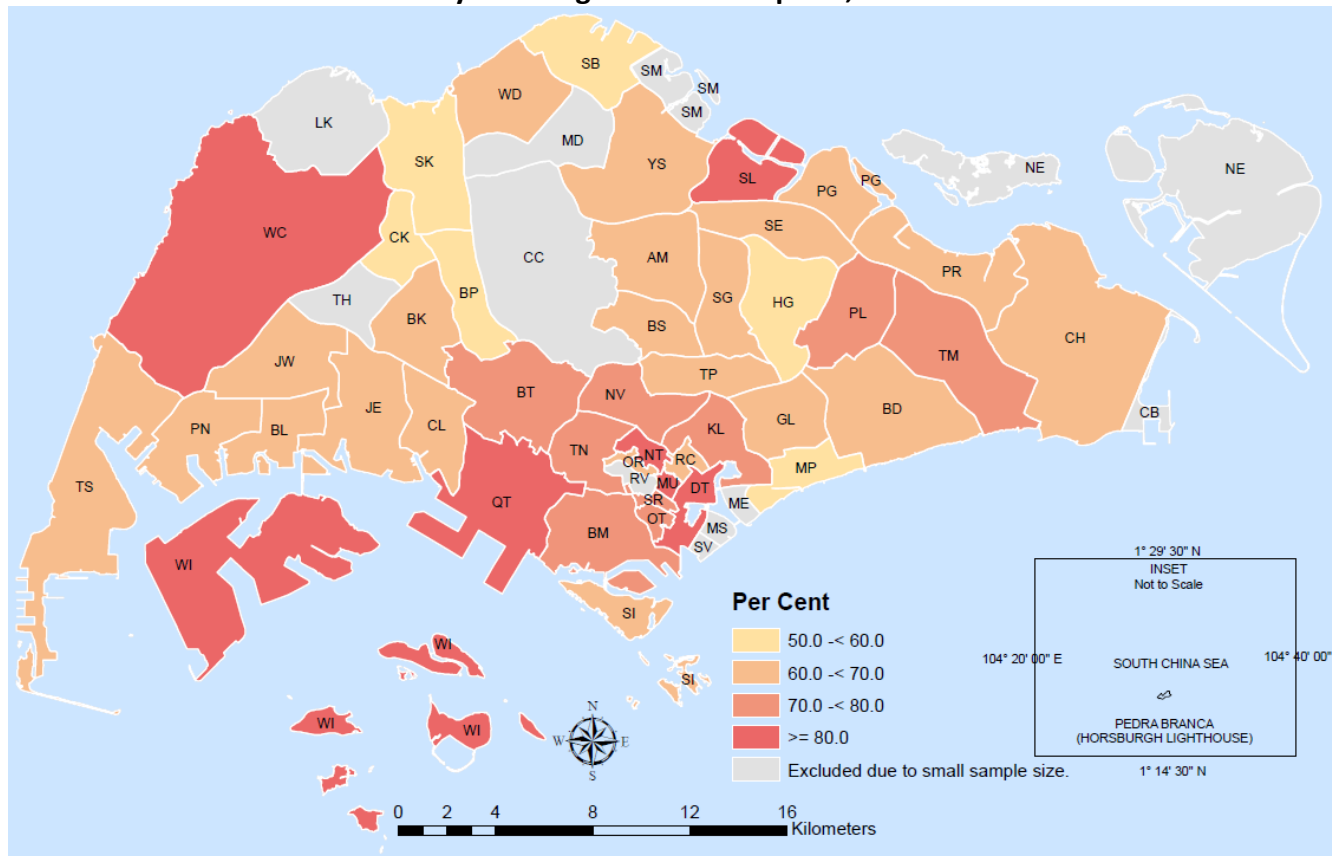 SB
SM
SM
SM
WD
LK
MD
SK
YS
NE
NE
SL
PG
PG
WC
CK
SE
CC
AM
PR
BP
TH
SG
HG
BK
BS
PL
TM
CH
JW
TP
BT
NV
CB
PN
BL
JE
CL
KL
GL
BD
TN
OR
NT
RC
MP
RV
MU
DT
TS
QT
SR
ME
OT
MS
BM
SV
WI
SI
WI
SI
WI
WI
Per Cent
50.0 -< 60.0
60.0 -< 70.0
70.0 -< 80.0
>= 80.0
Excluded due to small sample size.
N
W E
S
0 2 4 8 12 16
Kilometers
1° 29' 30" N
INSET
Not to Scale
104° 20' 00" E
104° 40' 00"
SOUTH CHINA SEA
PEDRA BRANCA
(HORSBURGH LIGHTHOUSE)
1° 14' 30" N